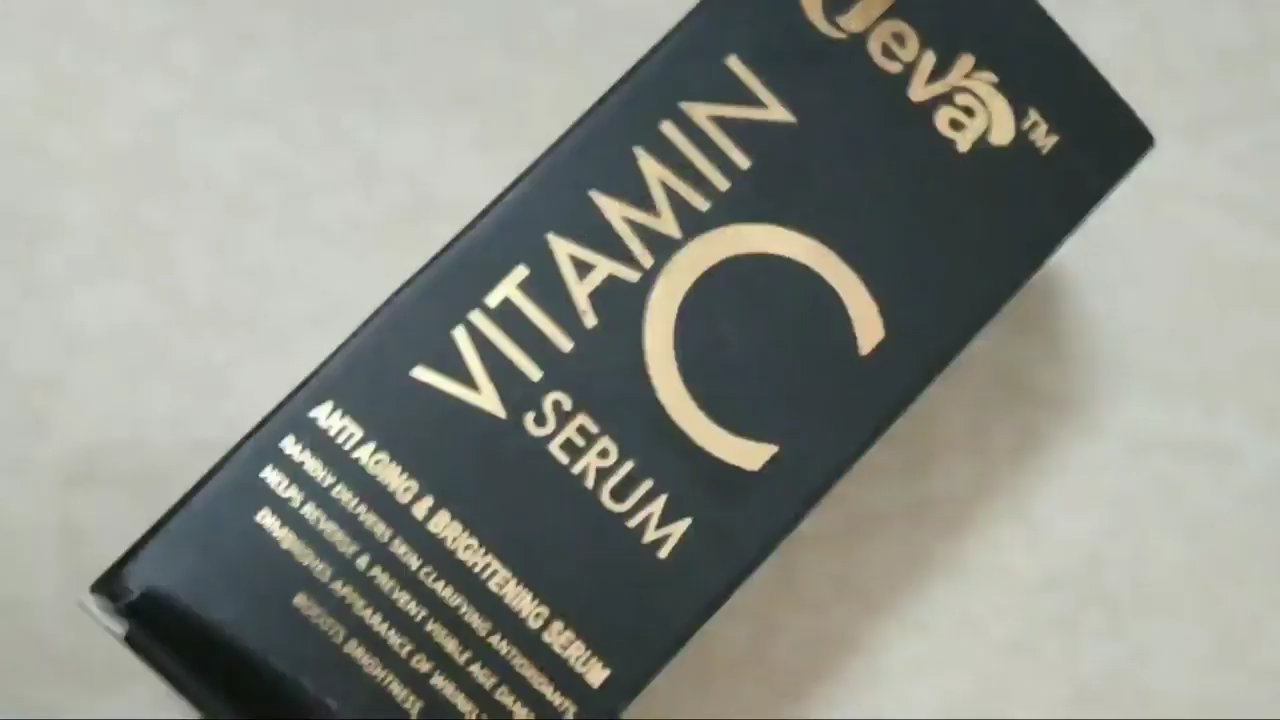 Cleva™
VITAMIN
C
SERUM
ANTI AGING & BRIGHTENING SERUM
RAPIDLY DELIVERS SKIN CLARIFYING ANTIOXIDANTS
HELPS REVERSE & PREVENT VISIBLE AGE
DIMINISHES APPEARANCE OF
BOOSTS BRIGHTNESS